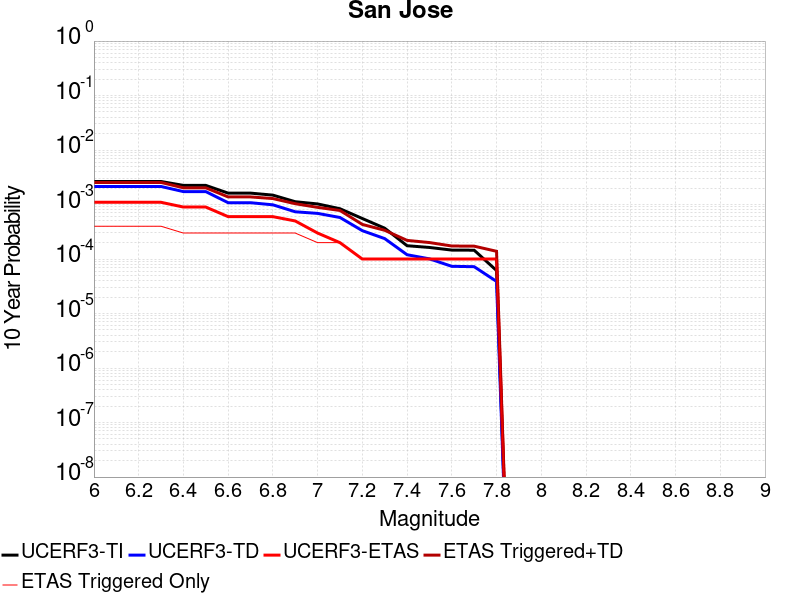 San Jose
10^0
10^-1
10^-2
10^-3
10^-4
10^-5
10^-6
10^-7
10^-8
10 Year Probability
6 6.2 6.4 6.6 6.8 7 7.2 7.4 7.6 7.8 8 8.2 8.4 8.6 8.8 9
Magnitude
UCERF3-TI UCERF3-TD UCERF3-ETAS ETAS Triggered+TD
ETAS Triggered Only